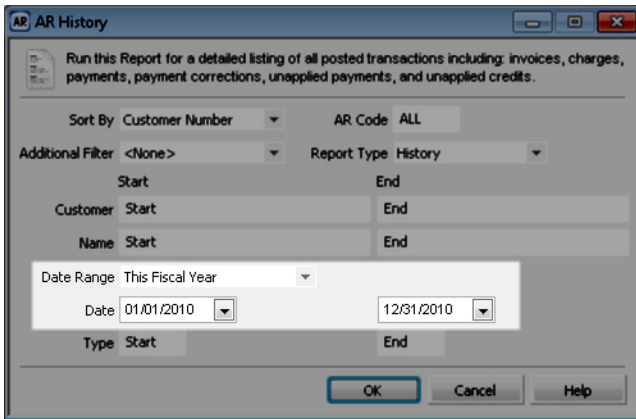 AR AR History
Run this Report for a detailed listing of all posted transactions including: invoices, charges,
payments, payment corrections, unapplied payments, and unapplied credits.
Sort By Customer Number AR Code ALL
Additional Filter <None> Report Type History
Start End
Customer Start End
Name Start End
Date Range This Fiscal Year
Date 01/01/2010 12/31/2010
Type Start End
OK Cancel Help